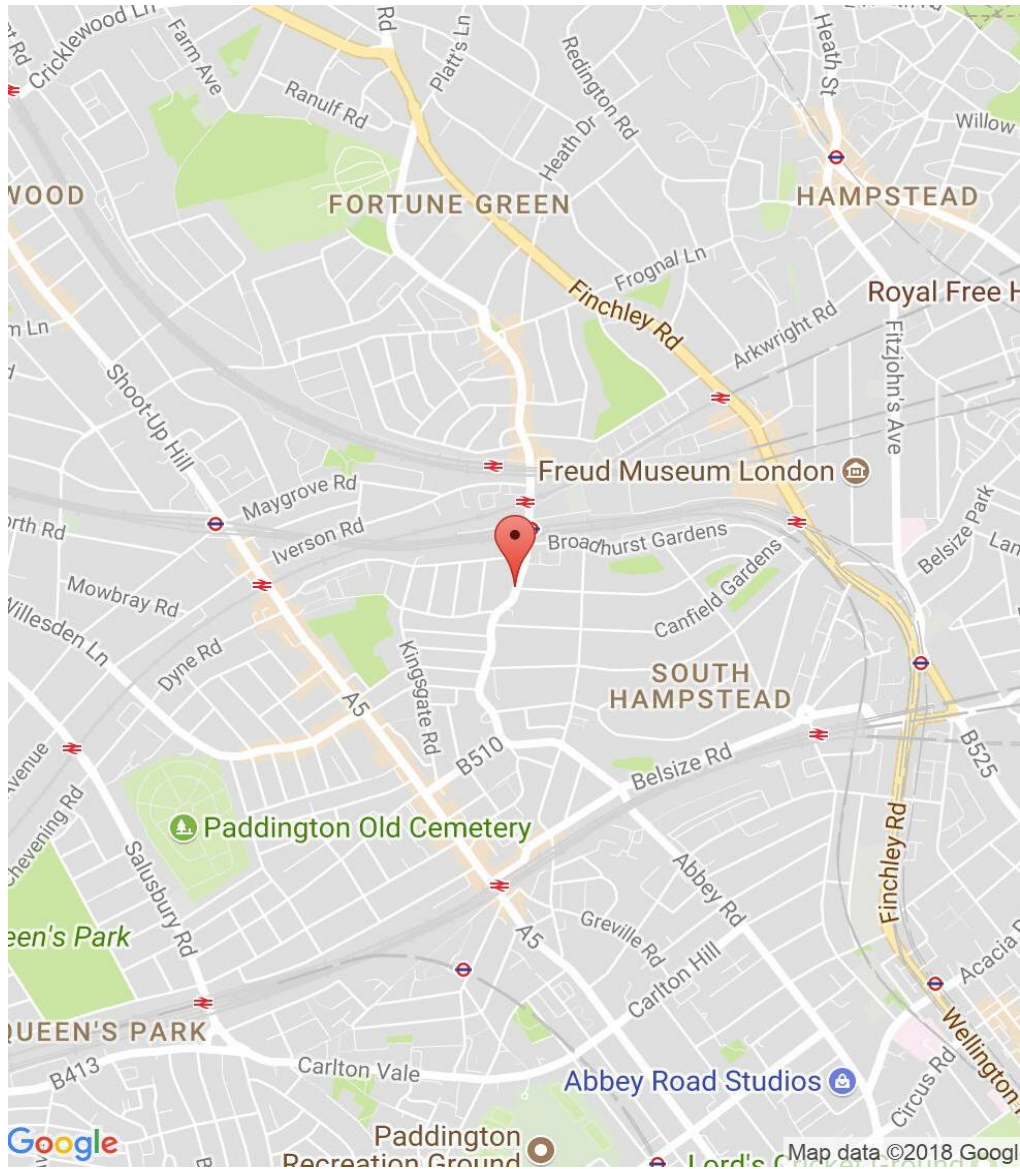 Cricklewood Ln
Farm Ave
Platt's Ln
Ranulf Rd
Redington Rd
Heath Dr
Heath St
Willow
WOOD
FORTUNE GREEN
HAMPSTEAD
Frognal Ln
Finchley Rd
Royal Free H
Arkwright Rd
Fitzjohn's Ave
Shoot-Up Hill
Freud Museum London
Maygrove Rd
Iverson Rd
orth Rd
Broadhurst Gardens
Belsize Park
Lan
Canfield Gardens
Mowbray Rd
Willesden Ln
Dyne Rd
Kingsgate Rd
SOUTH
HAMPSTEAD
A5
B510
Belsize Rd
B525
Avenue
Chevening Rd
Paddington Old Cemetery
Salusbury Rd
Abbey Rd
Finchley Rd
een's Park
A5
Greville Rd
Carlton Hill
Acacia
QUEEN'S PARK
Wellington
B413
Carlton Vale
Abbey Road Studios
Circus Rd
Google
Paddington
Recreation Ground
Lord's
Map data ©2018 Googl